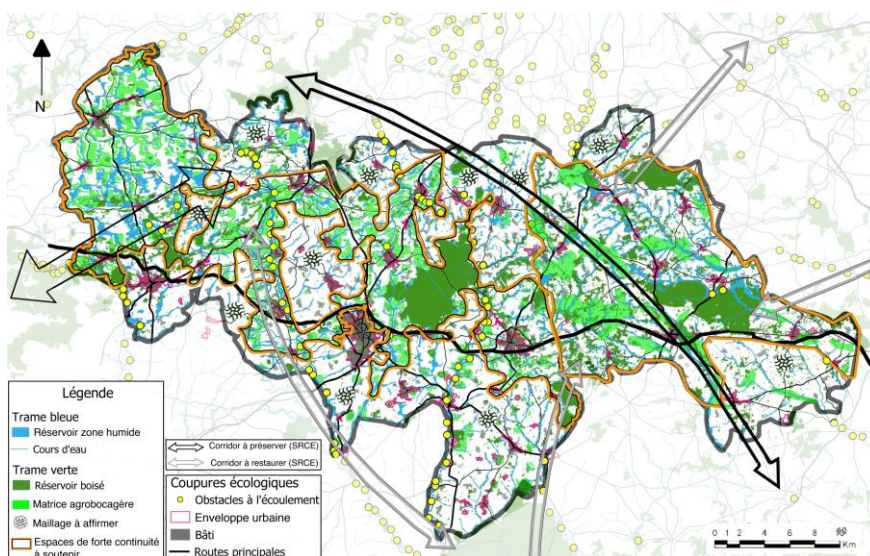 N
Légende
Trame bleue
Réservoir zone humide
Cours d'eau
Trame verte
Réservoir boisé
Matrice agrobocagère
Maillage à affirmer
Espaces de forte continuité
à soutenir
Corridor à préserver (SRCE)
Corridor à restaurer (SRCE)
Coupures écologiques
Obstacles à l'écoulement
Enveloppe urbaine
Bâti
Routes principales
0 1 2 4 6 8
Km